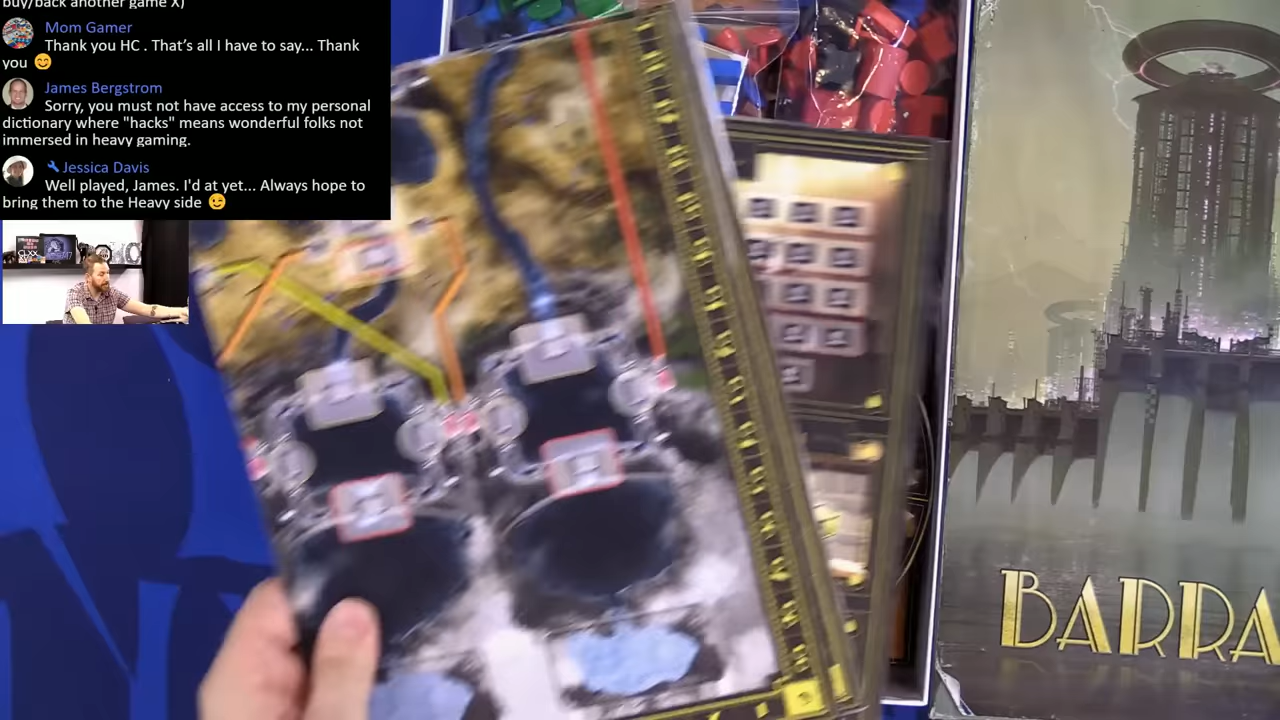 buy/back another game X)
Mom Gamer
Thank you HC . That's all I have to say... Thank
you 😊
James Bergstrom
Sorry, you must not have access to my personal
dictionary where "hacks" means wonderful folks not
immersed in heavy gaming.
Jessica Davis
Well played, James. I'd at yet... Always hope to
bring them to the Heavy side 😉
BARRA